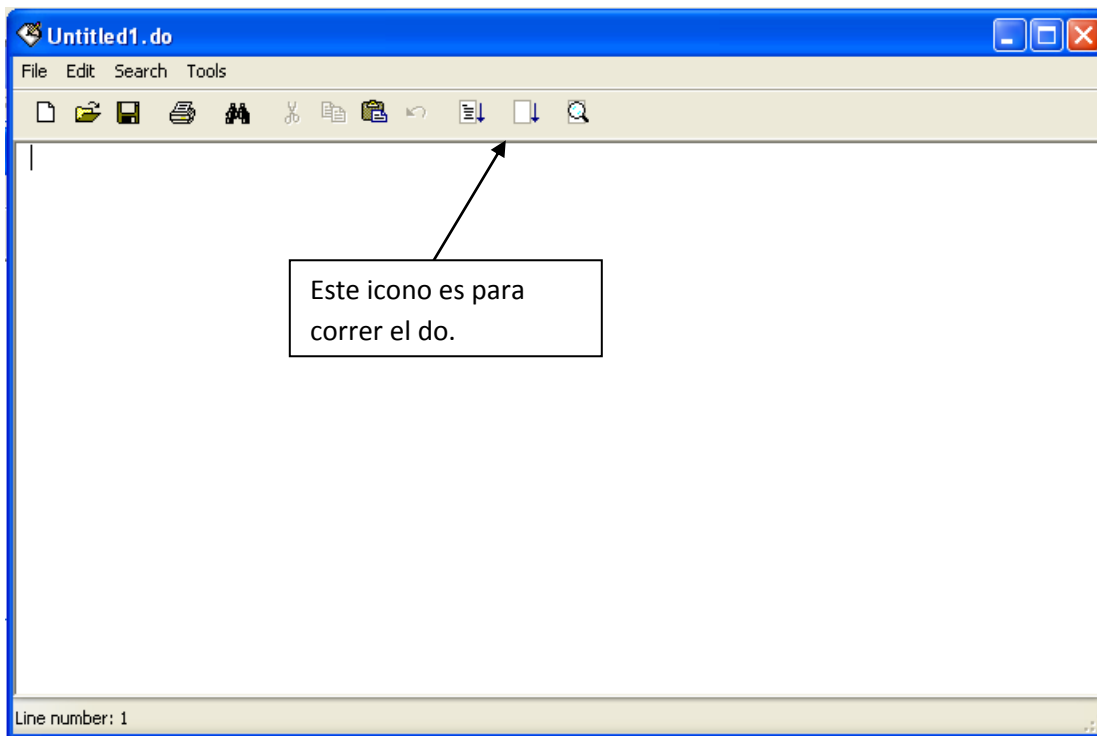 Untitled1.do
File Edit Search Tools
Este icono es para
correr el do.
Line number: 1